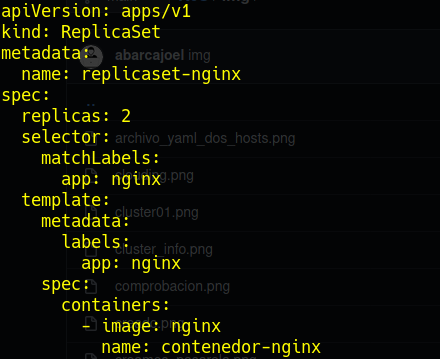 apiVersion: apps/v1
kind: ReplicaSet
metadata:
abarcajoel img
name: replicaset-nginx
spec:
replicas: 2
selector:
archivo_yaml_dos_hosts.png
matchLabels:
app: nginx
template:
cluster01.png
metadata:
labels:
cluster_info.png
app: nginx
spec:
comprobacion.png
containers:
- image: nginx
name: contenedor-nginx